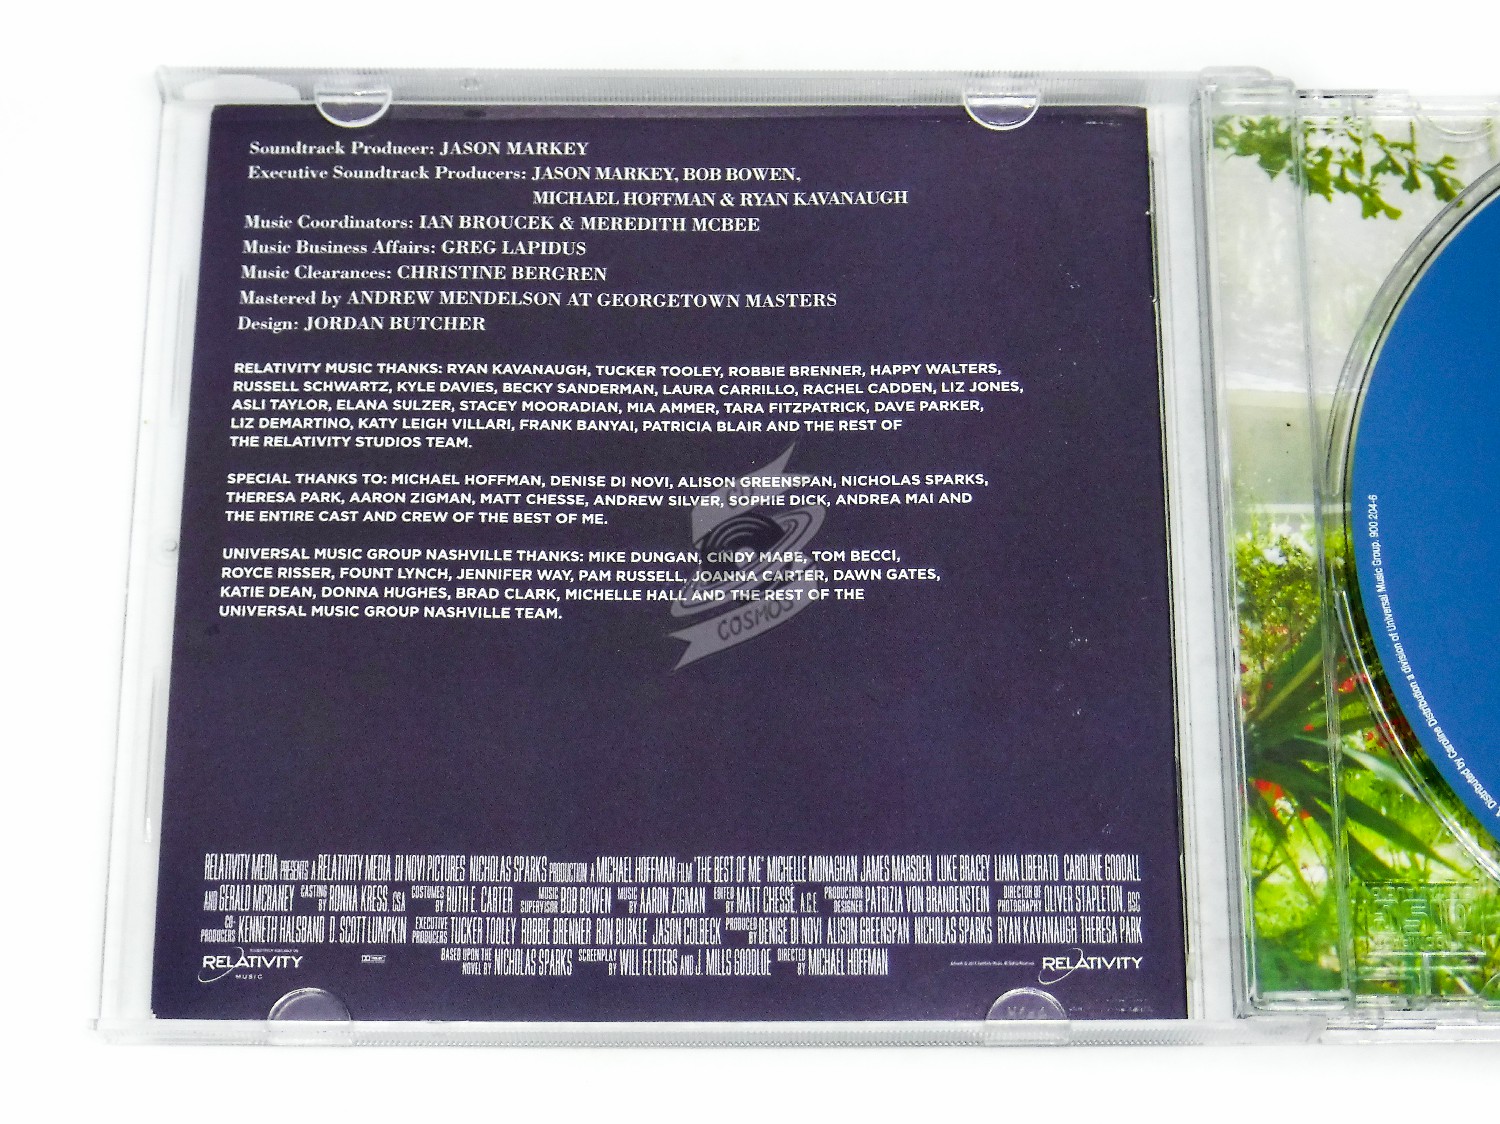 Soundtrack Producer: JASON MARKEY
Executive Soundtrack Producers: JASON MARKEY, BOB BOWEN,
MICHAEL HOFFMAN & RYAN KAVANAUGH
Music Coordinators: IAN BROUCEK & MEREDITH MCBEE
Music Business Affairs: GREG LAPIDUS
Music Clearances: CHRISTINE BERGREN
Mastered by ANDREW MENDELSON AT GEORGETOWN MASTERS
Design: JORDAN BUTCHER
RELATIVITY MUSIC THANKS: RYAN KAVANAUGH, TUCKER TOOLEY, ROBBIE BRENNER, HAPPY WALTERS,
RUSSELL SCHWARTZ, KYLE DAVIES, BECKY SANDERMAN, LAURA CARRILLO, RACHEL CADDEN, LIZ JONES,
ASLI TAYLOR, ELANA SULZER, STACEY MOORADIAN, MIA AMMER, TARA FITZPATRICK, DAVE PARKER,
LIZ DEMARTINO, KATY LEIGH VILLARI, FRANK BANYAI, PATRICIA BLAIR AND THE REST OF
THE RELATIVITY STUDIOS TEAM.
SPECIAL THANKS TO: MICHAEL HOFFMAN, DENISE DI NOVI, ALISON GREENSPAN, NICHOLAS SPARKS,
THERESA PARK, AARON ZIGMAN, MATT CHESSE, ANDREW SILVER, SOPHIE DICK, ANDREA MAI AND
THE ENTIRE CAST AND CREW OF THE BEST OF ME.
UNIVERSAL MUSIC GROUP NASHVILLE THANKS: MIKE DUNGAN, CINDY MABE, TOM BECCI,
ROYCE RISSER, FOUNT LYNCH, JENNIFER WAY, PAM RUSSELL, JOANNA CARTER, DAWN GATES,
KATIE DEAN, DONNA HUGHES, BRAD CLARK, MICHELLE HALL AND THE REST OF THE
UNIVERSAL MUSIC GROUP NASHVILLE TEAM.
COSMOS
RELATIVITY MEDIA PRESENTS A RELATIVITY MEDIA DI NOVI PICTURES NICHOLAS SPARKS PRODUCTION A MICHAEL HOFFMAN FILM "THE BEST OF ME" MICHELLE MONAGHAN JAMES MARSDEN LUKE BRACEY LIANA LIBERATO CAROLINE GOODALL
AND GERALD MCRANEY CASTING BY RONNA KRESS, CSA COSTUMES BY RUTH E. CARTER MUSIC SUPERVISOR BOB BOWEN MUSIC BY AARON ZIGMAN EDITED BY MATT CHESSÉ, A.C.E. PRODUCTION DESIGNER PATRIZIA VON BRANDENSTEIN DIRECTOR OF PHOTOGRAPHY OLIVER STAPLETON, BSC
CO-PRODUCERS KENNETH HALSBAND D. SCOTT LUMPKIN EXECUTIVE PRODUCERS TUCKER TOOLEY ROBBIE BRENNER RON BURKLE JASON COLBECK PRODUCED BY DENISE DI NOVI ALISON GREENSPAN NICHOLAS SPARKS RYAN KAVANAUGH THERESA PARK
BASED UPON THE NOVEL BY NICHOLAS SPARKS SCREENPLAY BY WILL FETTERS AND J. MILLS GOODLOE DIRECTED BY MICHAEL HOFFMAN
RELATIVITY
MUSIC
RELATIVITY
Distributed by Caroline Distribution a division of Universal Music Group. 900 204-6